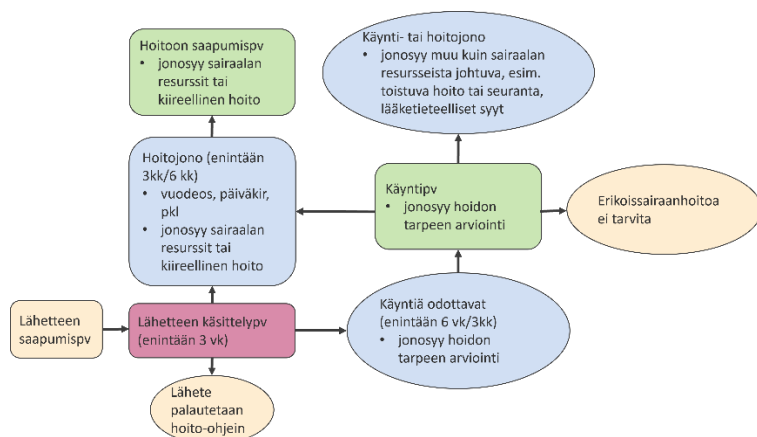 Hoitoon saapumispv
• jonosyy sairaalan
resurssit tai
kiireellinen hoito
Käynti- tai hoitojono
• jonosyy muu kuin sairaalan
resursseista johtuva, esim.
toistuva hoito tai seuranta,
lääketieteelliset syyt
Hoitojono (enintään
3kk/6 kk)
• vuodeos, päiväkir,
pkl
• jonosyy sairaalan
resurssit tai
kiireellinen hoito
Käyntipv
• jonosyy hoidon
tarpeen arviointi
Erikoissairaanhoitoa
ei tarvita
Lähetteen
saapumispv
Lähetteen käsittelypv
(enintään 3 vk)
Käyntiä odottavat
(enintään 6 vk/3kk)
• jonosyy hoidon
tarpeen arviointi
Lähete
palautetaan
hoito-ohjein